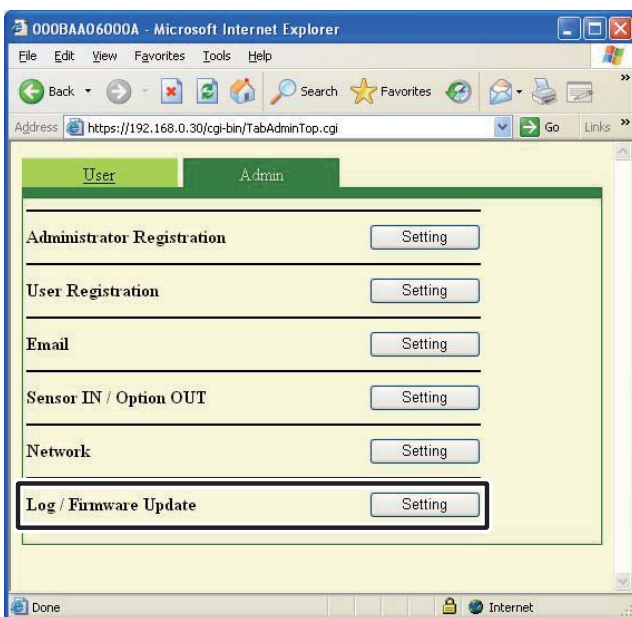 000BAA06000A - Microsoft Internet Explorer
File Edit View Favorites Tools Help
Back Search Favorites »
Address https://192.168.0.30/cgi-bin/TabAdminTop.cgi Go Links »
User Admin
Administrator Registration Setting
User Registration Setting
Email Setting
Sensor IN / Option OUT Setting
Network Setting
Log / Firmware Update Setting
Done Internet